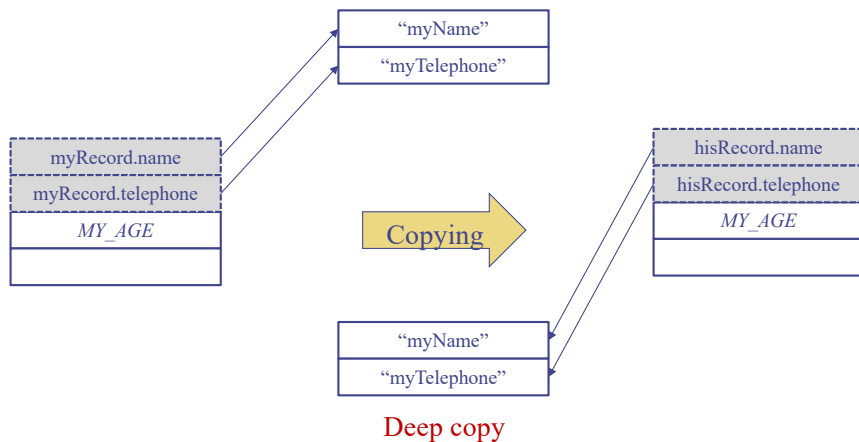 “myName”
“myTelephone”
myRecord.name
myRecord.telephone
MY_AGE
Copying
hisRecord.name
hisRecord.telephone
MY_AGE
“myName”
“myTelephone”
Deep copy